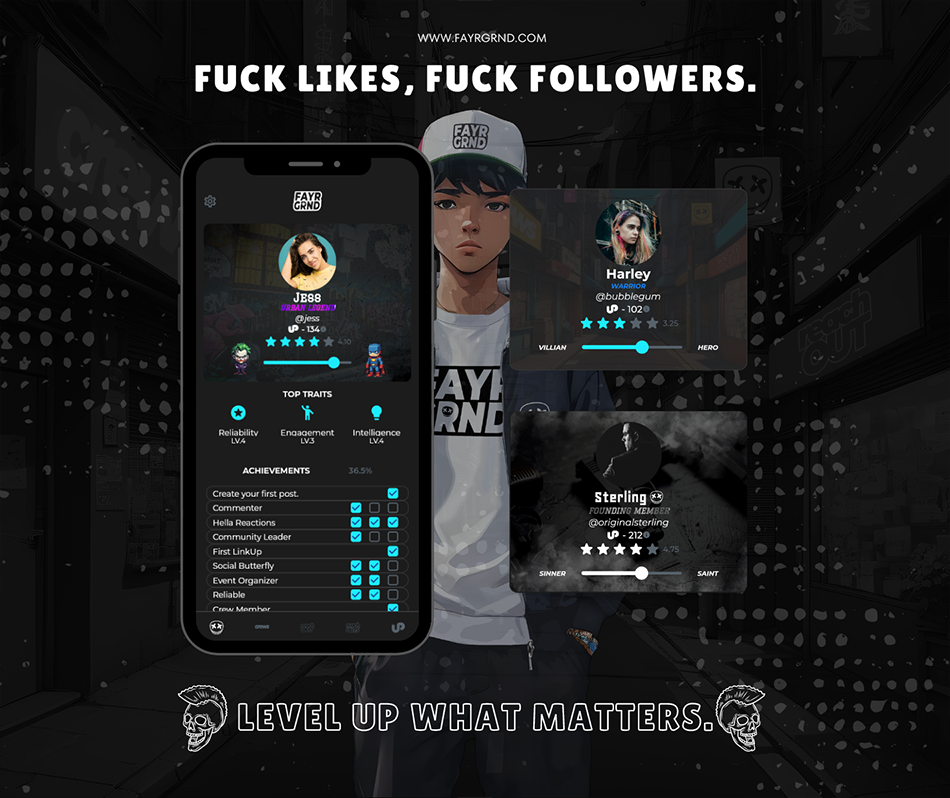 WWW.FAYRGRND.COM
FUCK LIKES, FUCK FOLLOWERS.
FAYR
GRND
FAYR
GRND
JESS
URBAN LEGEND
@jess
UP - 134
4.10
TOP TRAITS
Reliability Engagement Intelligence
LV.4 LV.3 LV.4
ACHIEVEMENTS 36.5%
Create your first post.
Commenter
Hella Reactions
Community Leader
First LinkUp
Social Butterfly
Event Organizer
Reliable
Crew Member
UP
FAYR
GRND
Harley
WARRIOR
@bubblegum
UP - 102
3.25
VILLIAN HERO
Sterling
FOUNDING MEMBER
@originalsterling
UP - 212
4.75
SINNER SAINT
LEVEL UP WHAT MATTERS.